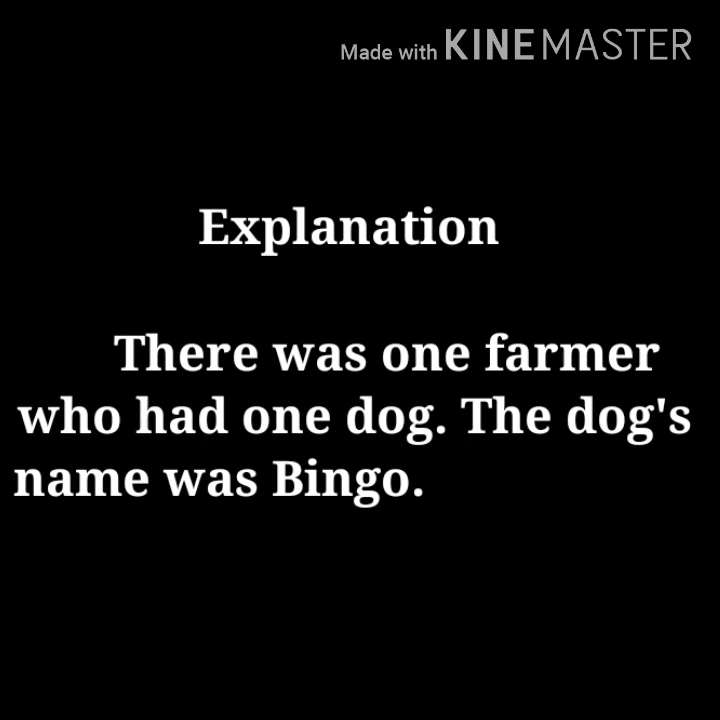 Made with KINEMASTER
Explanation
There was one farmer
who had one dog. The dog's
name was Bingo.